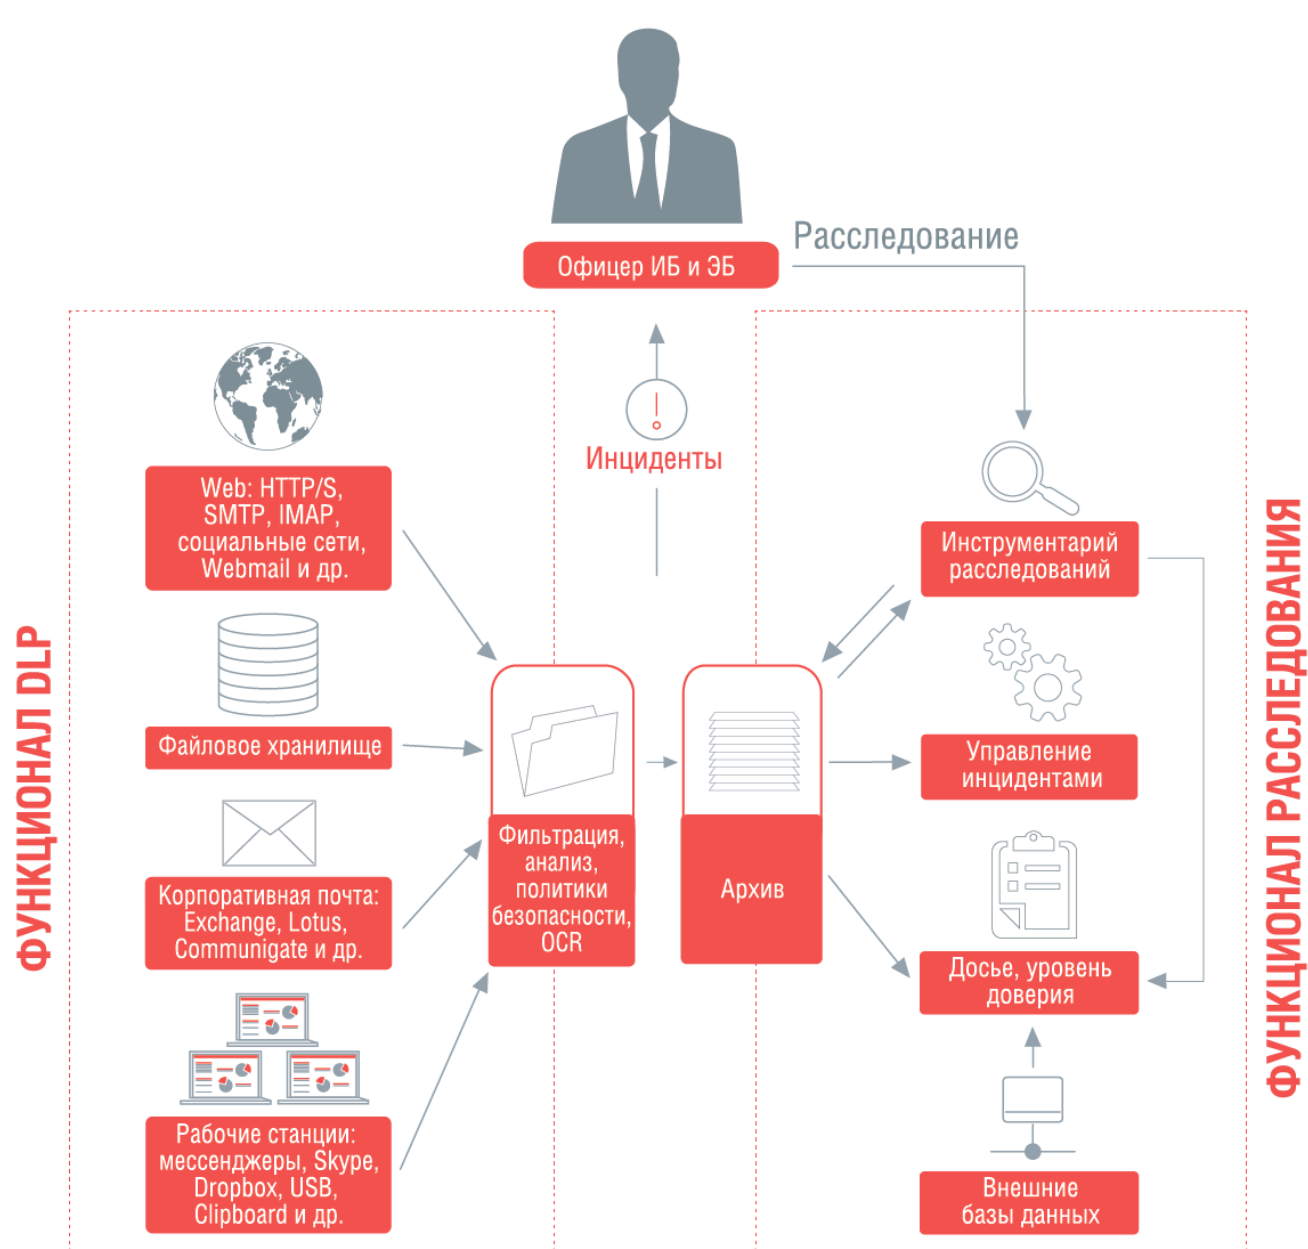 Офицер ИБ и ЭБ
Расследование
Инциденты
ФУНКЦИОНАЛ DLP
Web: HTTP/S,
SMTP, IMAP,
социальные сети,
Webmail и др.
Файловое хранилище
Корпоративная почта:
Exchange, Lotus,
Communigate и др.
Рабочие станции:
мессенджеры, Skype,
Dropbox, USB,
Clipboard и др.
Фильтрация,
анализ,
политики
безопасности,
OCR
Архив
Инструментарий
расследований
Управление
инцидентами
Досье, уровень
доверия
Внешние
базы данных
ФУНКЦИОНАЛ РАССЛЕДОВАНИЯ